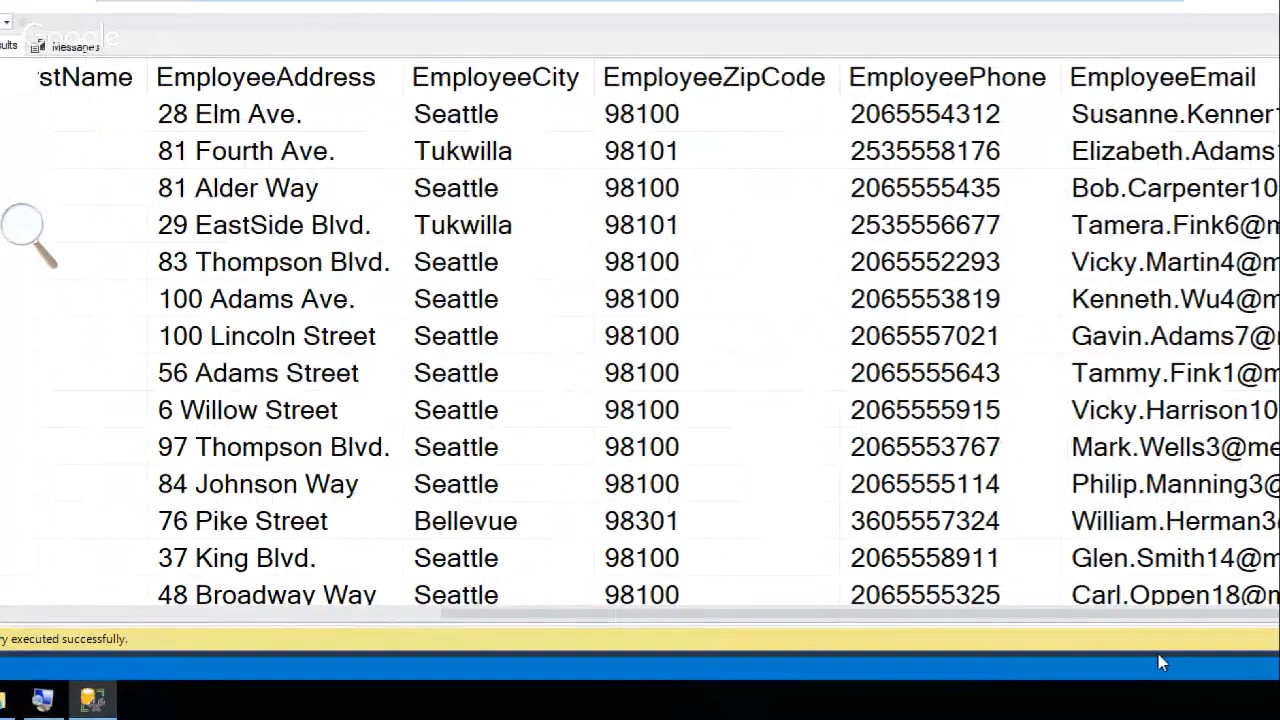 Google
ults Messages
stName EmployeeAddress EmployeeCity EmployeeZipCode EmployeePhone EmployeeEmail
28 Elm Ave. Seattle 98100 2065554312 Susanne.Kenner1
81 Fourth Ave. Tukwilla 98101 2535558176 Elizabeth.Adams
81 Alder Way Seattle 98100 2065555435 Bob.Carpenter10
29 EastSide Blvd. Tukwilla 98101 2535556677 Tamera.Fink6@m
83 Thompson Blvd. Seattle 98100 2065552293 Vicky.Martin4@m
100 Adams Ave. Seattle 98100 2065553819 Kenneth.Wu4@m
100 Lincoln Street Seattle 98100 2065557021 Gavin.Adams7@m
56 Adams Street Seattle 98100 2065555643 Tammy.Fink1@m
6 Willow Street Seattle 98100 2065555915 Vicky.Harrison10
97 Thompson Blvd. Seattle 98100 2065553767 Mark.Wells3@me
84 Johnson Way Seattle 98100 2065555114 Philip.Manning3@
76 Pike Street Bellevue 98301 3605557324 William.Herman3
37 King Blvd. Seattle 98100 2065558911 Glen.Smith14@m
48 Broadway Way Seattle 98100 2065555325 Carl.Oppen18@m
ry executed successfully.